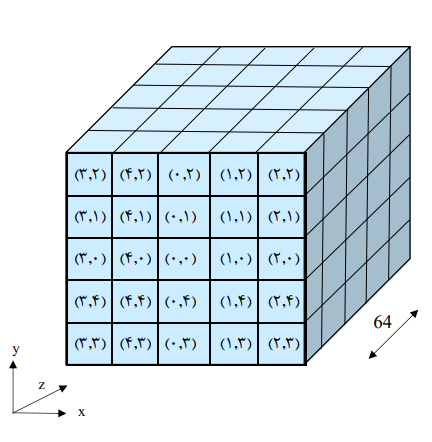 (۳,۲) (۴,۲) (۰,۲) (۱,۲) (۲,۲)
(۳,۱) (۴,۱) (۰,۱) (۱,۱) (۲,۱)
(۳,۰) (۴,۰) (۰,۰) (۱,۰) (۲,۰)
(۳,۴) (۴,۴) (۰,۴) (۱,۴) (۲,۴)
(۳,۳) (۴,۳) (۰,۳) (۱,۳) (۲,۳)
64
y
z
x